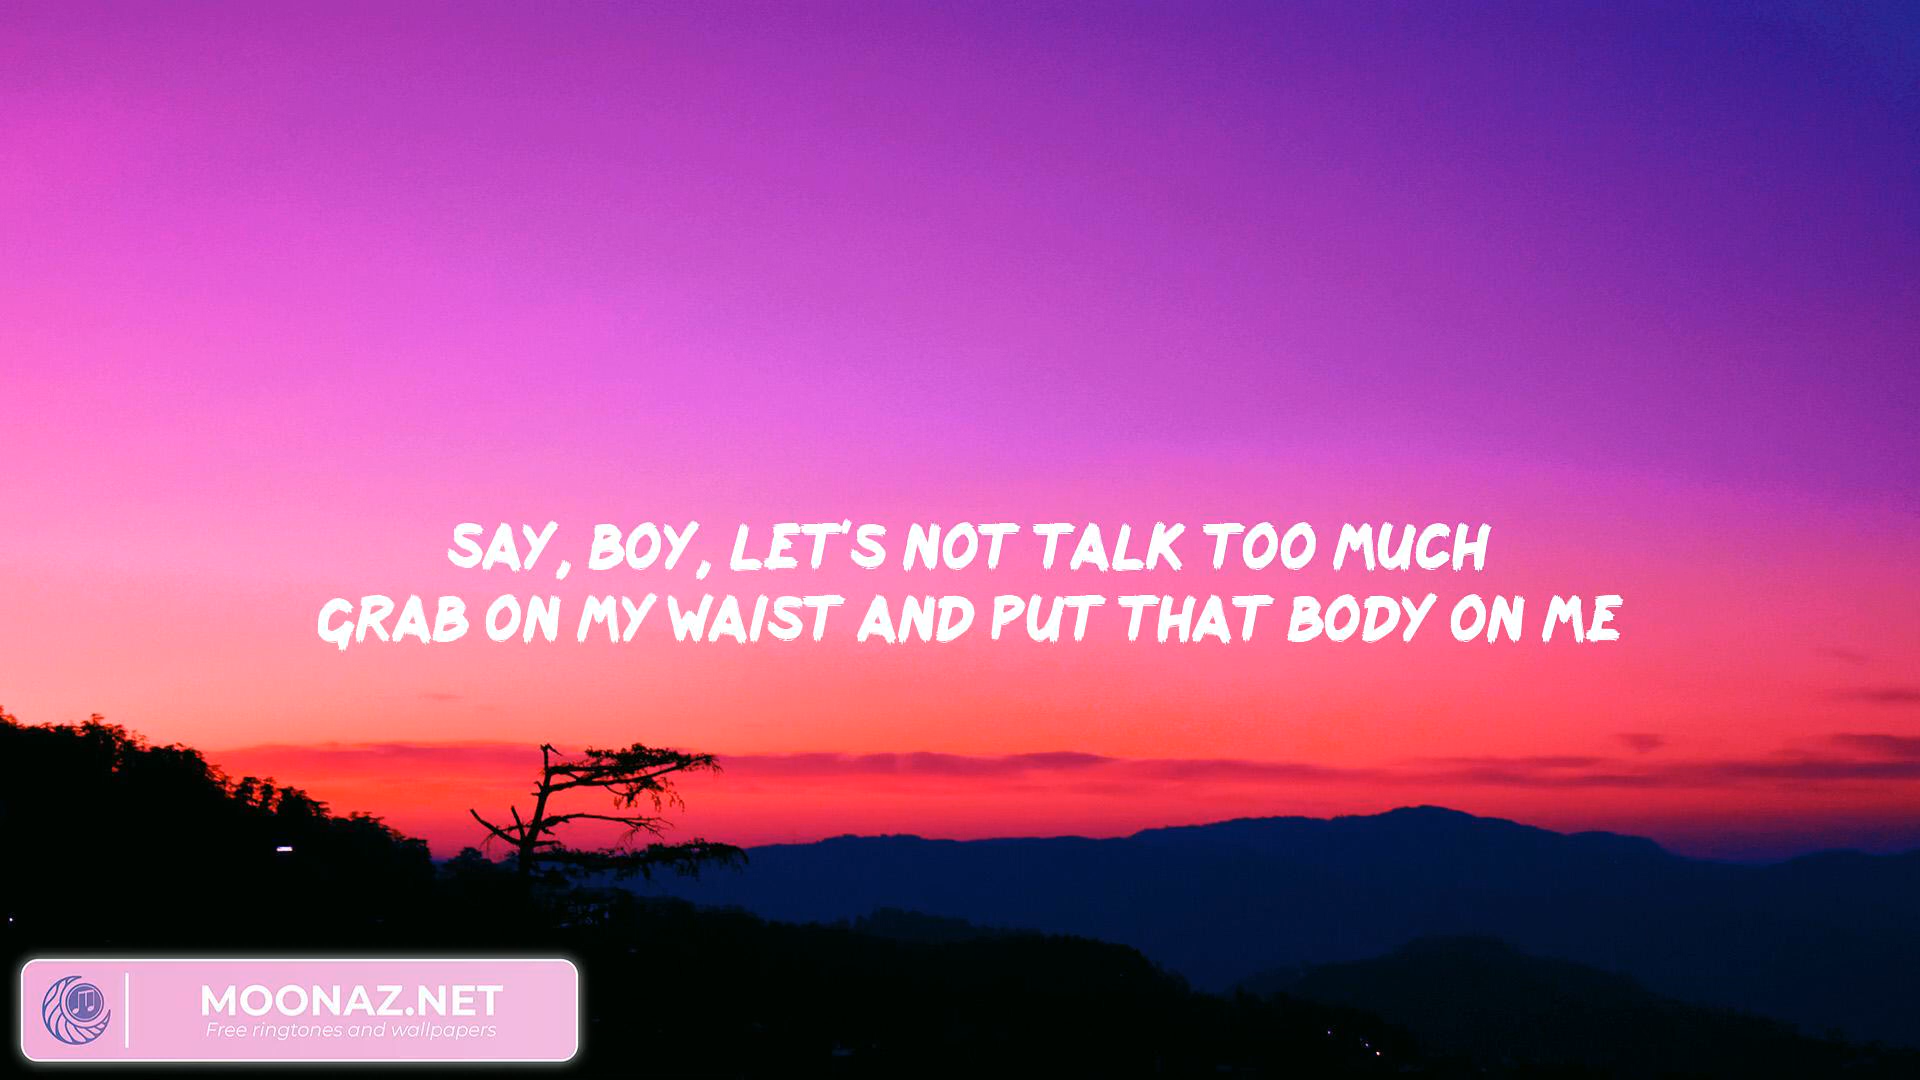 SAY, BOY, LET'S NOT TALK TOO MUCH
GRAB ON MY WAIST AND PUT THAT BODY ON ME
MOONAZ.NET
Free ringtones and wallpapers